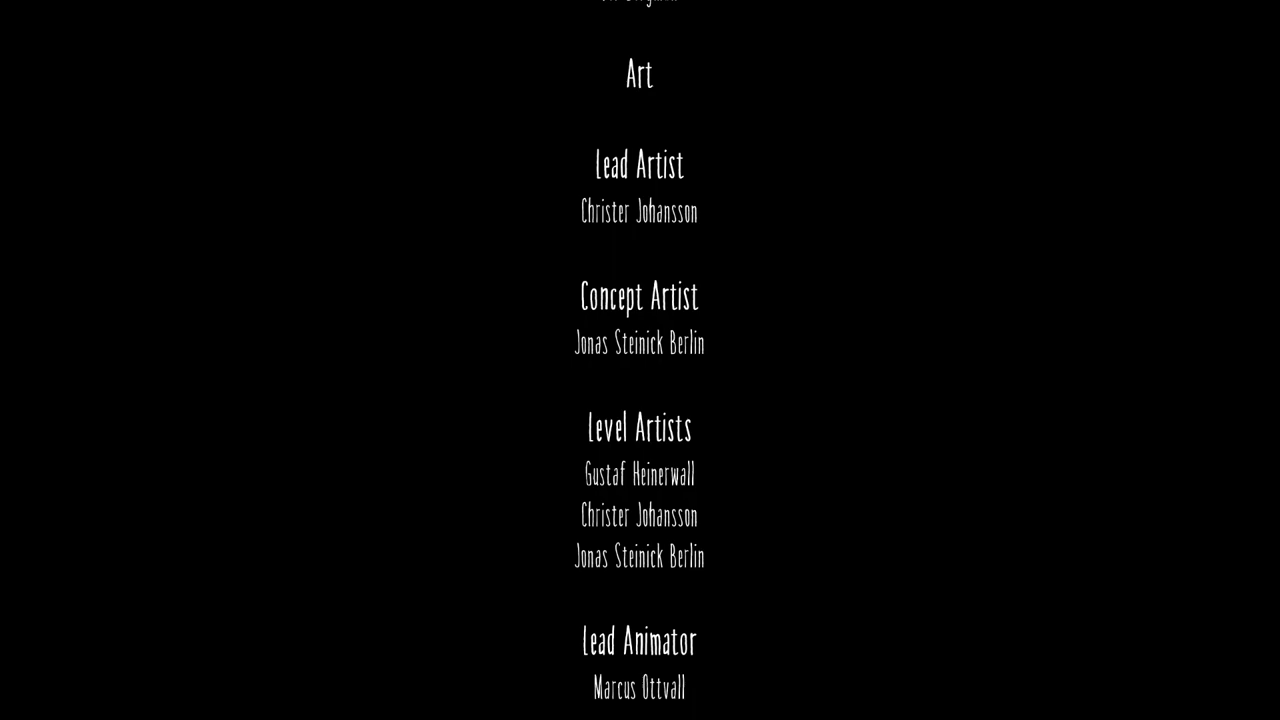 Art
Lead Artist
Christer Johansson
Concept Artist
Jonas Steinick Berlin
Level Artists
Gustaf Heinerwall
Christer Johansson
Jonas Steinick Berlin
Lead Animator
Marcus Ottvall